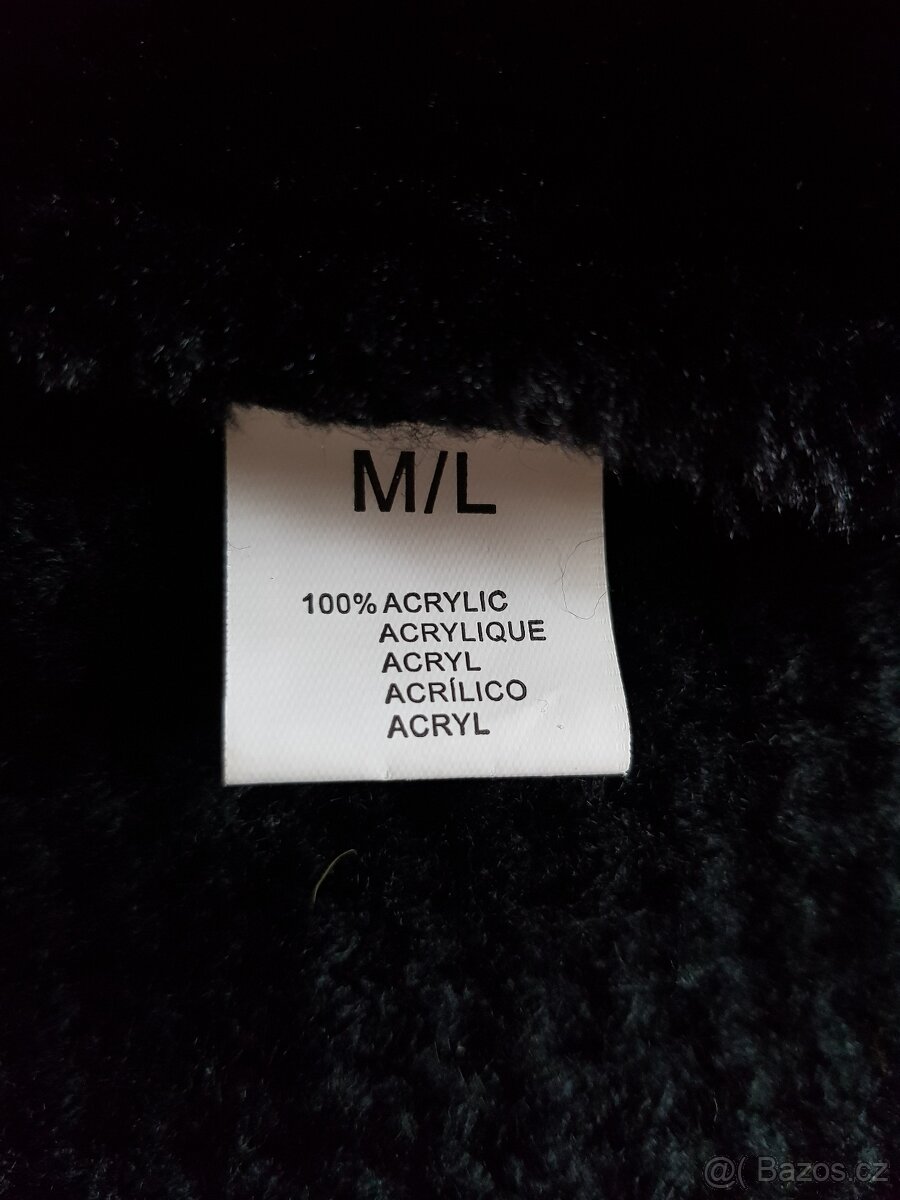 M/L
100% ACRYLIC
ACRYLIQUE
ACRYL
ACRÍLICO
ACRYL
@( Bazos.cz